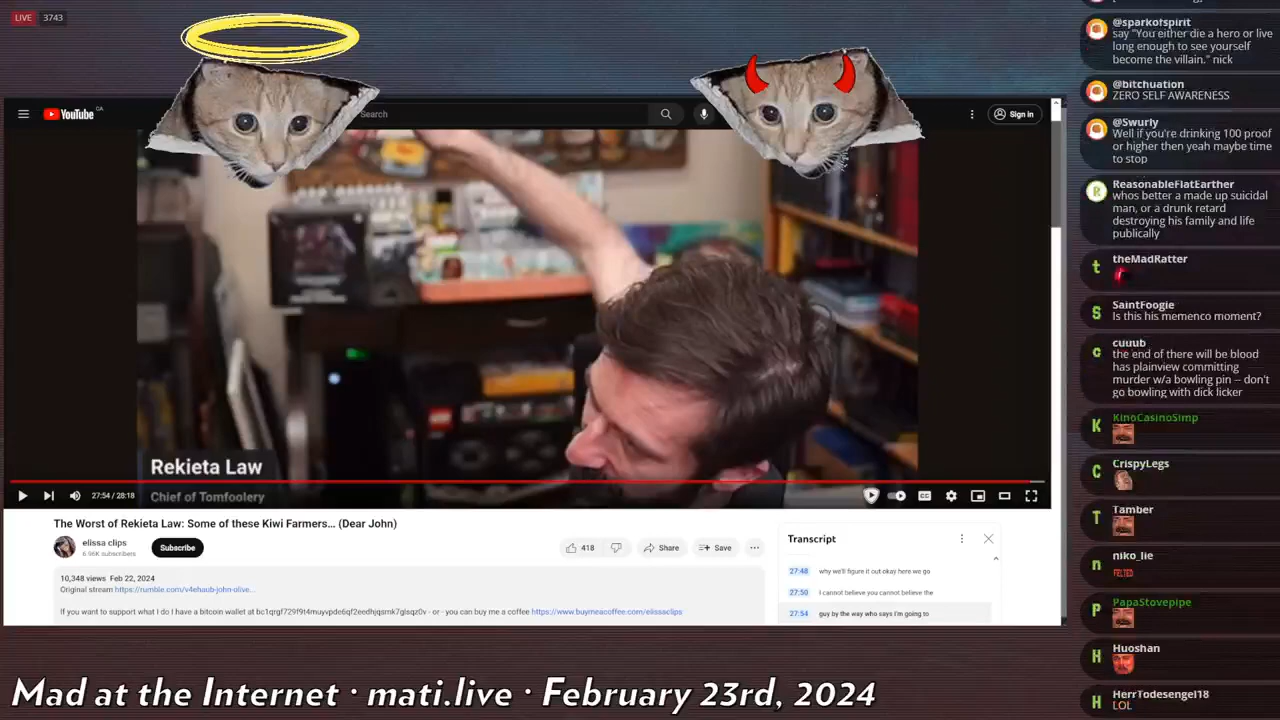 LIVE 3743
YouTube CA
Search
Sign in
Rekieta Law
Chief of Tomfoolery
27:54 / 28:18
CC
The Worst of Rekieta Law: Some of these Kiwi Farmers... (Dear John)
elissa clips
6.96K subscribers
Subscribe
418
Share
Save
10,348 views Feb 22, 2024
Original stream https://rumble.com/v4ehaub-john-olive...
If you want to support what I do I have a bitcoin wallet at - or - you can buy me a coffee https://www.buymeacoffee.com/elisssclips
Transcript
27:48 why we'll figure it out okay here we go
27:50 I cannot believe you cannot believe the
27:54 guy by the way who says I'm going to
@sparkofspirit
say "You either die a hero or live
long enough to see yourself
become the villain." nick
@bitchuation
ZERO SELF AWARENESS
@Swurly
Well if you're drinking 100 proof
or higher then yeah maybe time
to stop
ReasonableFlatEarther
whos better a made up suicidal
man, or a drunk retard
destroying his family and life
publically
theMadRatter
SaintFoogie
Is this his memenco moment?
cuuub
the end of there will be blood
has plainview committing
murder w/a bowling pin – don't
go bowling with dick licker
KinoCasinoSimp
CrispyLegs
Tamber
niko_lie
FELTED
PapaStovepipe
Huoshan
HerrTodesengel18
LOL
Mad at the Internet · mati.live · February 23rd, 2024